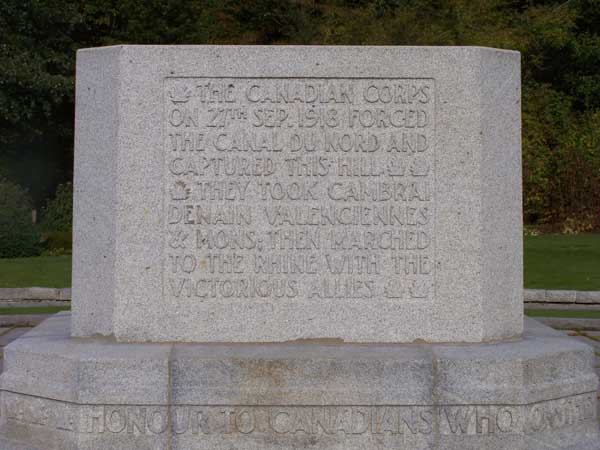 THE CANADIAN CORPS
ON 27TH SEP. 1918 FORCED
THE CANAL DU NORD AND
CAPTURED THIS HILL.
THEY TOOK CAMBRAI
DENAIN VALENCIENNES
& MONS; THEN MARCHED
TO THE RHINE WITH THE
VICTORIOUS ALLIES
HONOUR TO CANADIANS WHO